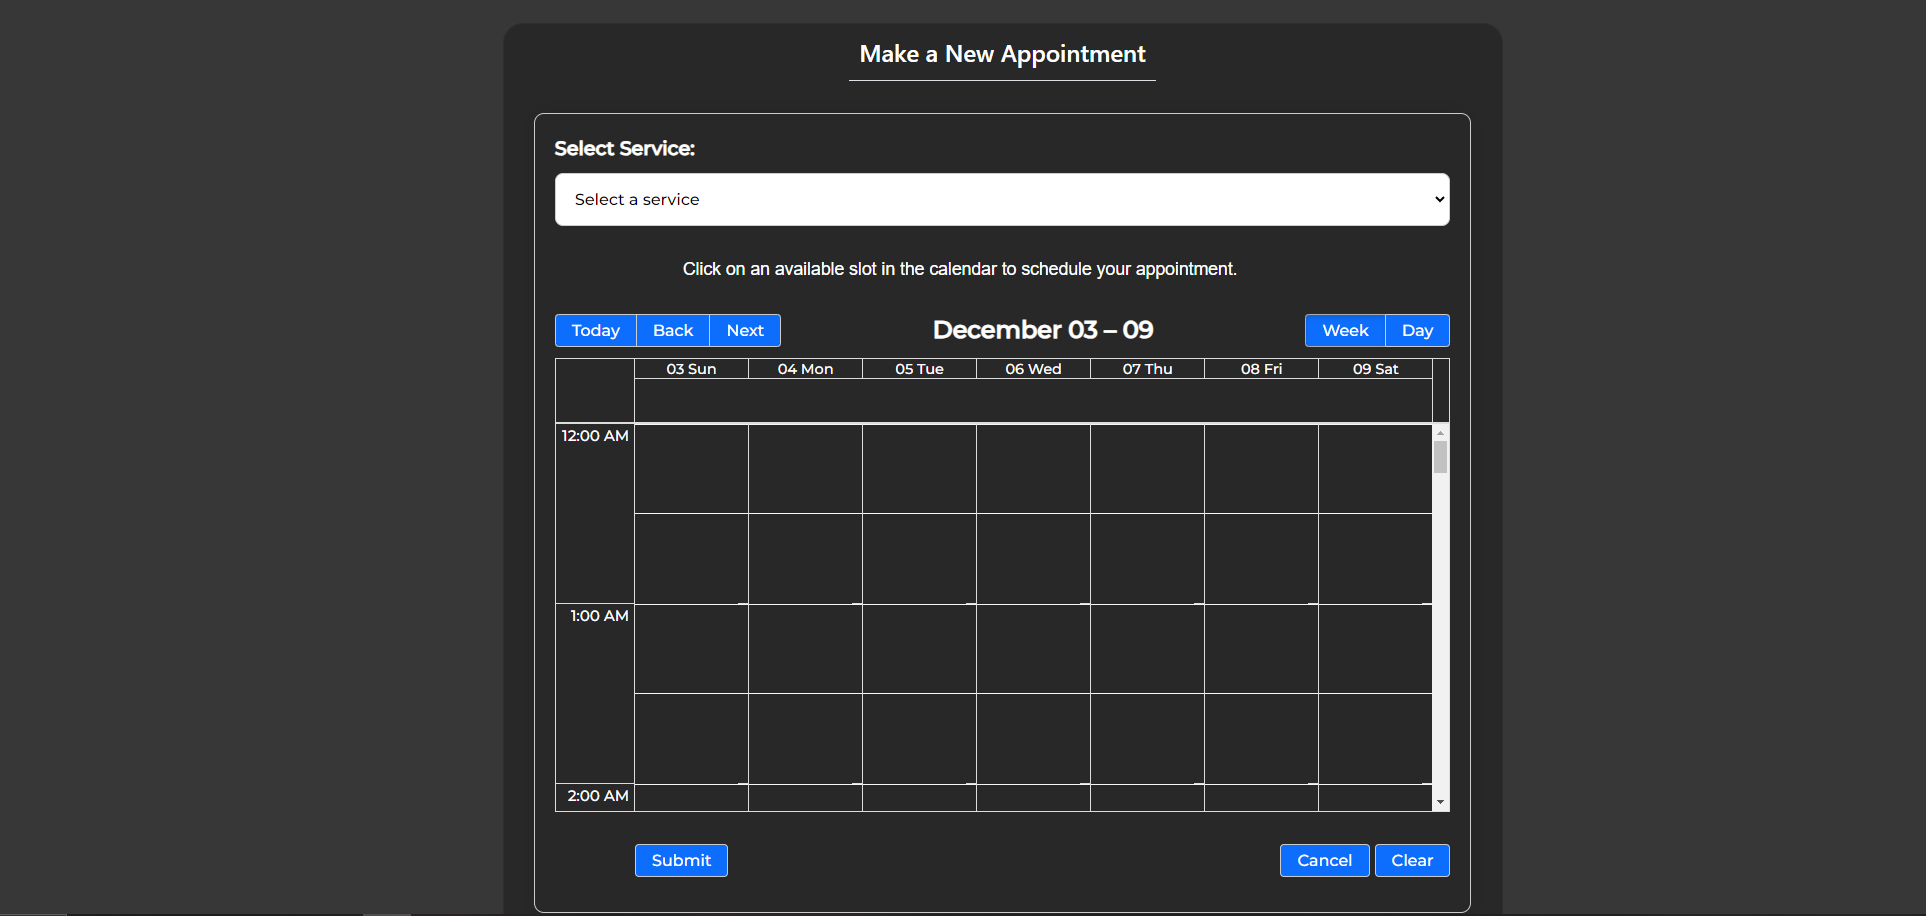 Make a New Appointment
Select Service:
Select a service
Click on an available slot in the calendar to schedule your appointment.
Today Back Next December 03 – 09 Week Day
03 Sun 04 Mon 05 Tue 06 Wed 07 Thu 08 Fri 09 Sat
12:00 AM
1:00 AM
2:00 AM
Submit Cancel Clear